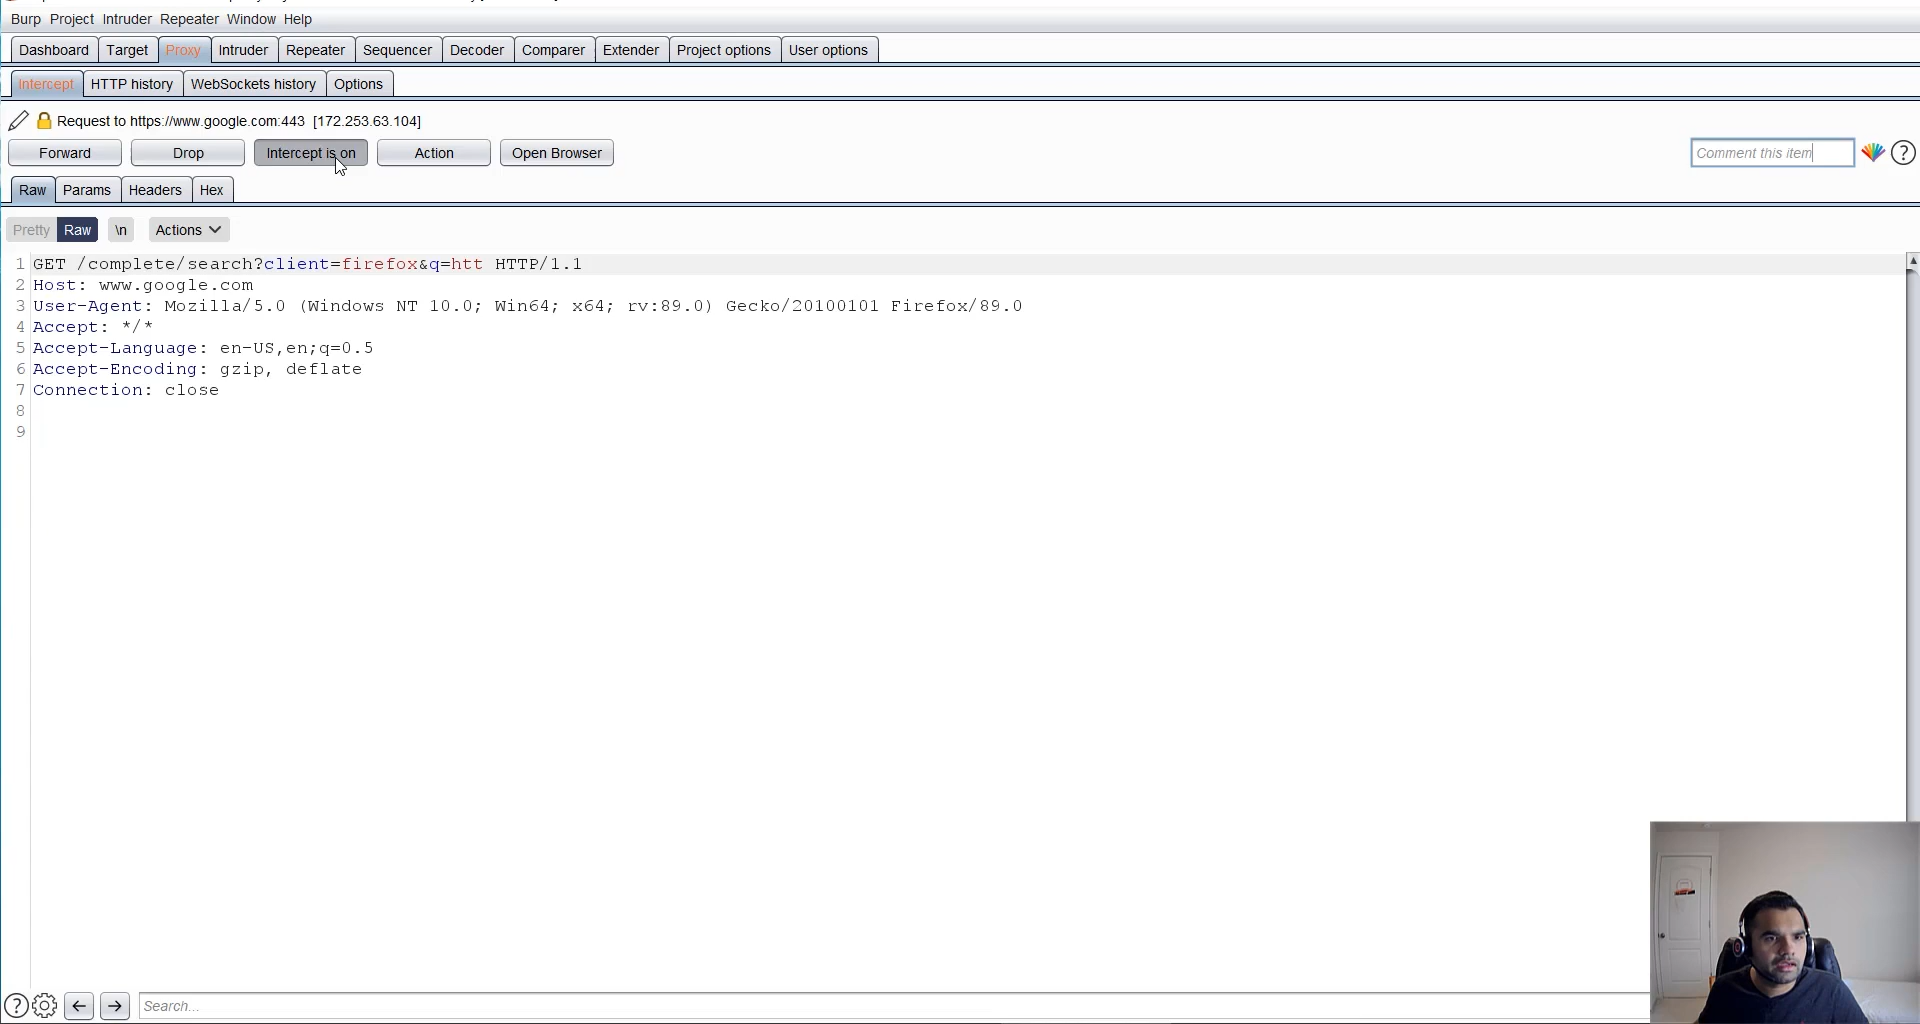 Burp Project Intruder Repeater Window Help
Dashboard Target Proxy Intruder Repeater Sequencer Decoder Comparer Extender Project options User options
Intercept HTTP history WebSockets history Options
Request to https://www.google.com:443 [172.253.63.104]
Forward Drop Intercept is on Action Open Browser Comment this item ?
Raw Params Headers Hex
Pretty Raw \n Actions
1 GET /complete/search?client=firefox&q=htt HTTP/1.1
2 Host: www.google.com
3 User-Agent: Mozilla/5.0 (Windows NT 10.0; Win64; x64; rv:89.0) Gecko/20100101 Firefox/89.0
4 Accept: */*
5 Accept-Language: en-US,en;q=0.5
6 Accept-Encoding: gzip, deflate
7 Connection: close
8
9
? Search...